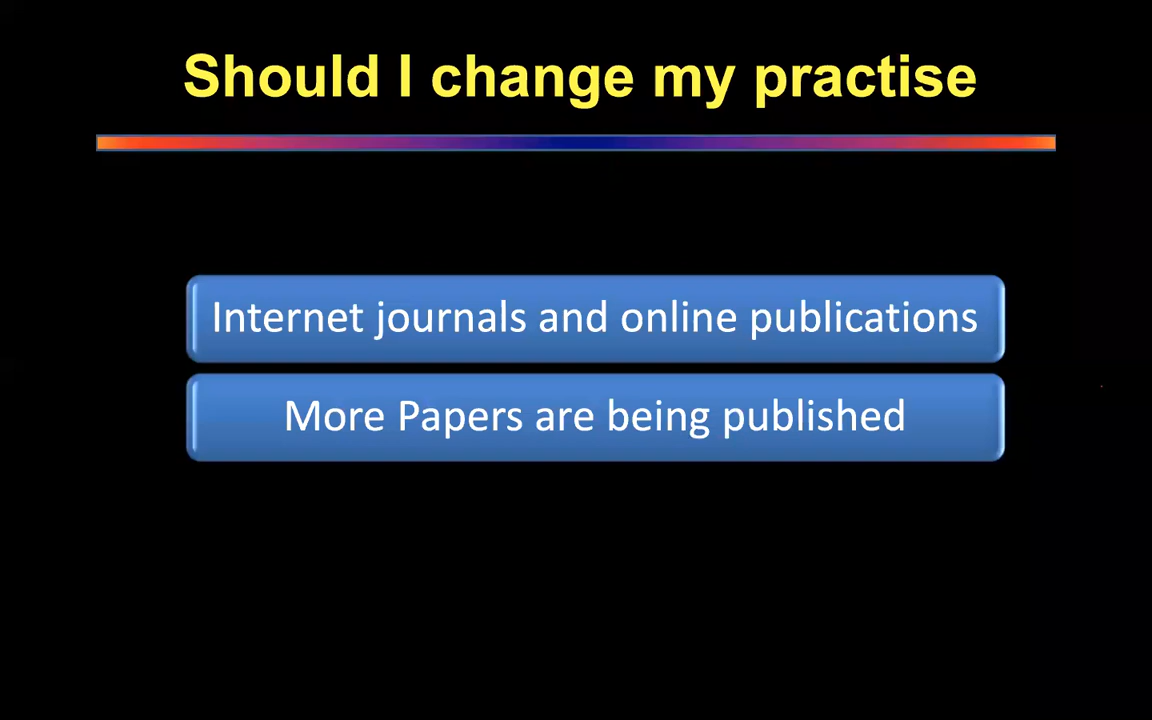 Should I change my practise
Internet journals and online publications
More Papers are being published